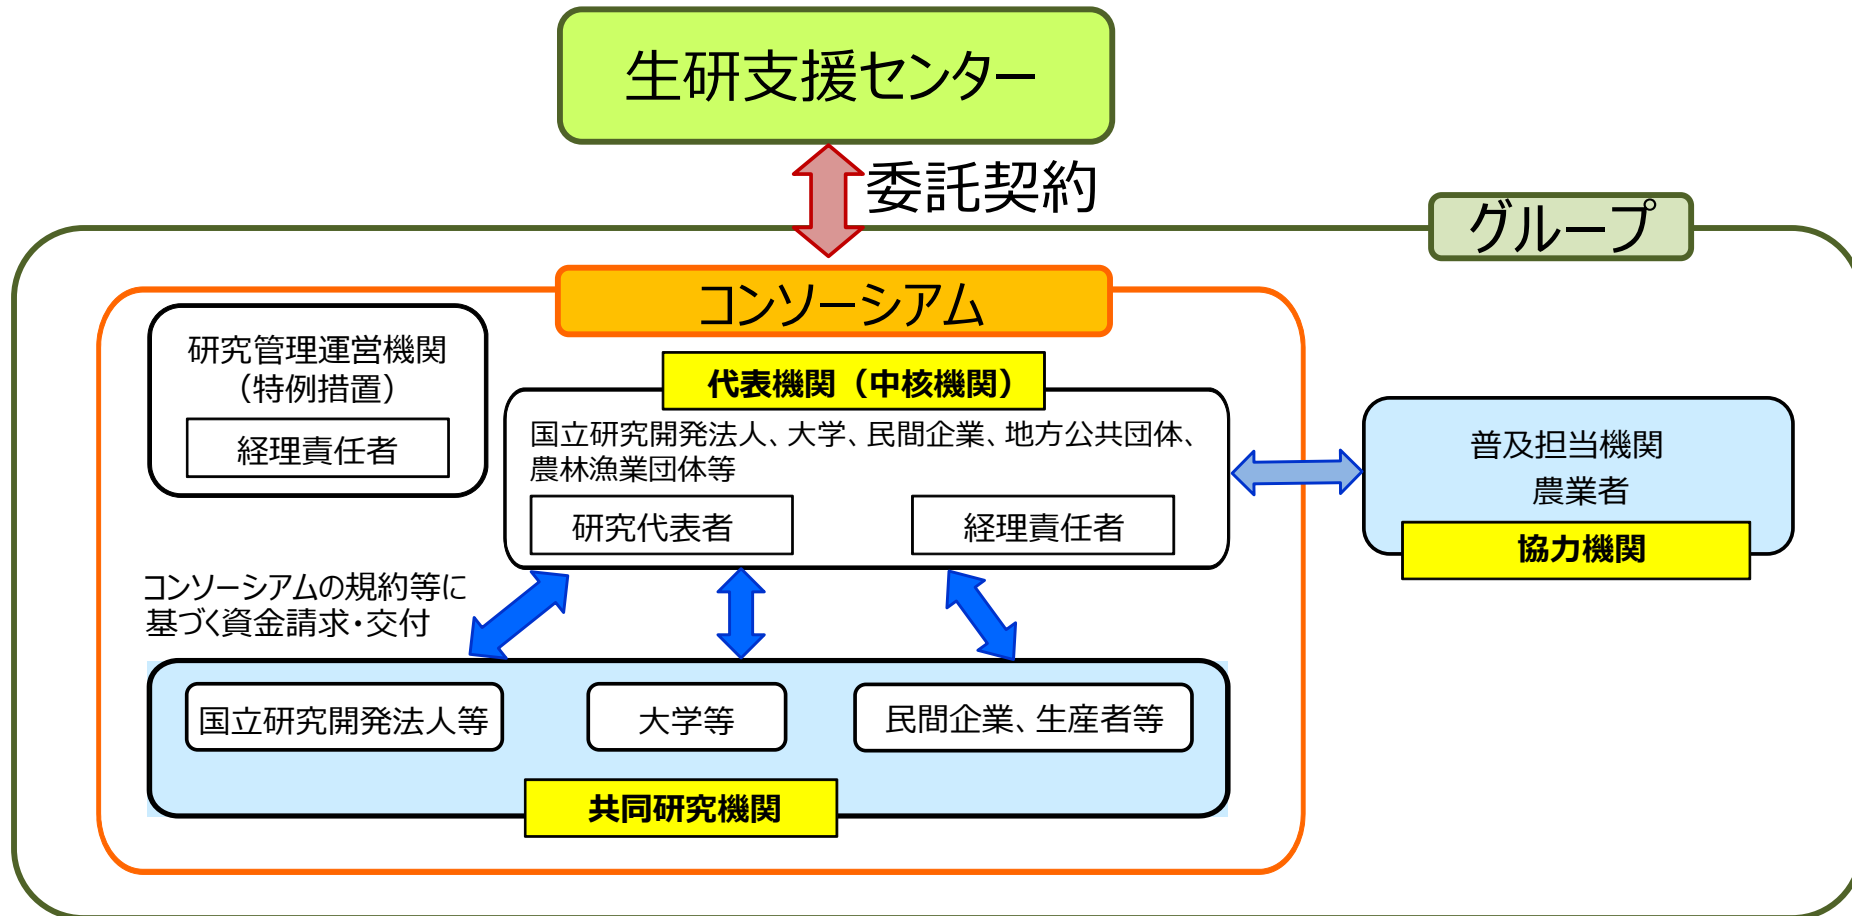 生研支援センター
委託契約
グループ
コンソーシアム
研究管理運営機関
（特例措置）
経理責任者
代表機関（中核機関）
国立研究開発法人、大学、民間企業、地方公共団体、
農林漁業団体等
研究代表者
経理責任者
普及担当機関
農業者
協力機関
コンソーシアムの規約等に
基づく資金請求・交付
国立研究開発法人等
大学等
民間企業、生産者等
共同研究機関